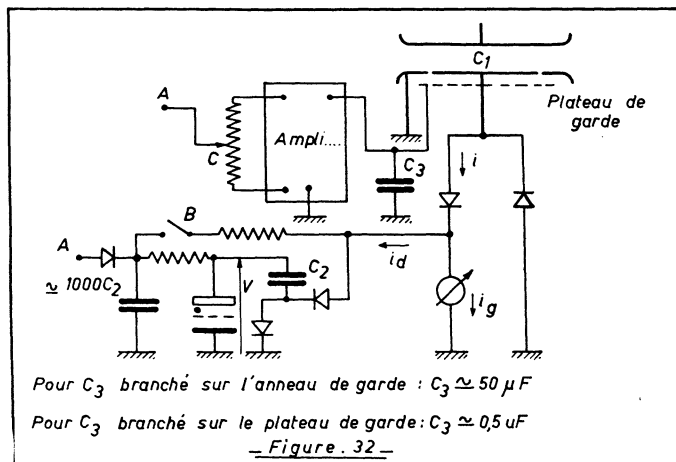 C1
Plateau de
garde
A
C
Ampli....
C3
i
B
A
≃ 1000C2
V
C2
id
ig
Pour C3 branché sur l'anneau de garde : C3 ≃ 50 µF
Pour C3 branché sur le plateau de garde : C3 ≃ 0,5 uF
_ Figure . 32 _